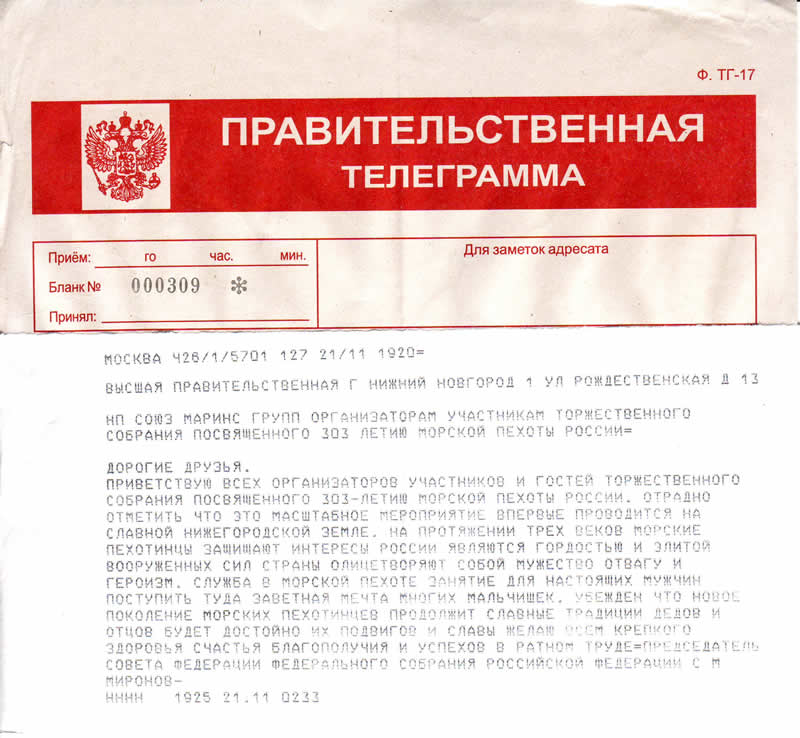 Ф. ТГ-17
ПРАВИТЕЛЬСТВЕННАЯ
ТЕЛЕГРАММА
Приём: го час. мин.
Для заметок адресата
Бланк № 000309 *
Принял:
МОСКВА 426/1/5701 127 21/11 1920=
ВЫСШАЯ ПРАВИТЕЛЬСТВЕННАЯ Г НИЖНИЙ НОВГОРОД 1 УЛ РОЖДЕСТВЕНСКАЯ Д 13
НП СОЮЗ МАРИНС ГРУПП ОРГАНИЗАТОРАМ УЧАСТНИКАМ ТОРЖЕСТВЕННОГО
СОБРАНИЯ ПОСВЯЩЕННОГО 303 ЛЕТИЮ МОРСКОЙ ПЕХОТЫ РОССИИ=
ДОРОГИЕ ДРУЗЬЯ.
ПРИВЕТСТВУЮ ВСЕХ ОРГАНИЗАТОРОВ УЧАСТНИКОВ И ГОСТЕЙ ТОРЖЕСТВЕННОГО
СОБРАНИЯ ПОСВЯЩЕННОГО 303-ЛЕТИЮ МОРСКОЙ ПЕХОТЫ РОССИИ. ОТРАДНО
ОТМЕТИТЬ ЧТО ЭТО МАСШТАБНОЕ МЕРОПРИЯТИЕ ВПЕРВЫЕ ПРОВОДИТСЯ НА
СЛАВНОЙ НИЖЕГОРОДСКОЙ ЗЕМЛЕ. НА ПРОТЯЖЕНИИ ТРЕХ ВЕКОВ МОРСКИЕ
ПЕХОТИНЦЫ ЗАЩИЩАЮТ ИНТЕРЕСЫ РОССИИ ЯВЛЯЮТСЯ ГОРДОСТЬЮ И ЭЛИТОЙ
ВООРУЖЕННЫХ СИЛ СТРАНЫ ОЛИЦЕТВОРЯЮТ СОБОЙ МУЖЕСТВО ОТВАГУ И
ГЕРОИЗМ. СЛУЖБА В МОРСКОЙ ПЕХОТЕ ЗАНЯТИЕ ДЛЯ НАСТОЯЩИХ МУЖЧИН
ПОСТУПИТЬ ТУДА ЗАВЕТНАЯ МЕЧТА МНОГИХ МАЛЬЧИШЕК. УБЕЖДЕН ЧТО НОВОЕ
ПОКОЛЕНИЕ МОРСКИХ ПЕХОТИНЦЕВ ПРОДОЛЖИТ СЛАВНЫЕ ТРАДИЦИИ ДЕДОВ И
ОТЦОВ БУДЕТ ДОСТОЙНО ИХ ПОДВИГОВ И СЛАВЫ ЖЕЛАЮ ВСЕМ КРЕПКОГО
ЗДОРОВЬЯ СЧАСТЬЯ БЛАГОПОЛУЧИЯ И УСПЕХОВ В РАТНОМ ТРУДЕ=ПРЕДСЕДАТЕЛЬ
СОВЕТА ФЕДЕРАЦИИ ФЕДЕРАЛЬНОГО СОБРАНИЯ РОССИЙСКОЙ ФЕДЕРАЦИИ С М
МИРОНОВ-
НННН 1925 21.11 0233